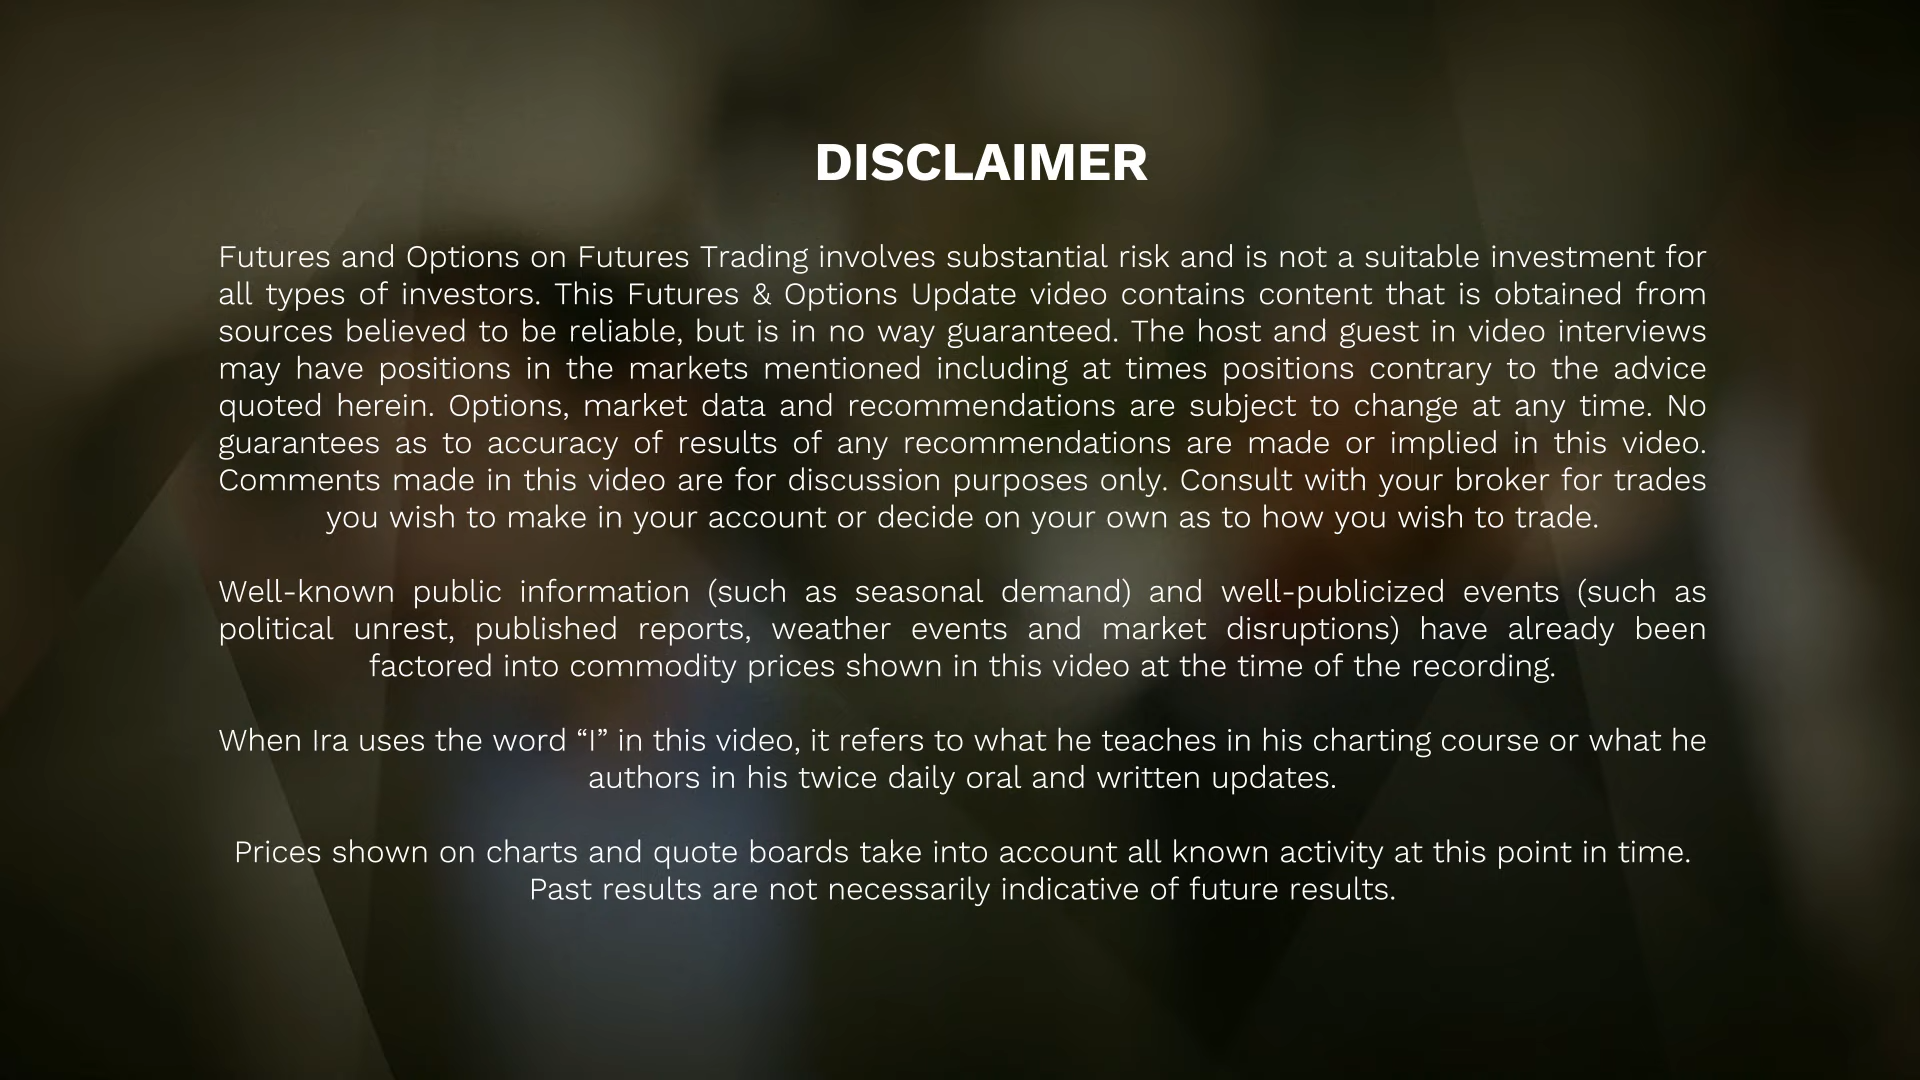 DISCLAIMER
Futures and Options on Futures Trading involves substantial risk and is not a suitable investment for
all types of investors. This Futures & Options Update video contains content that is obtained from
sources believed to be reliable, but is in no way guaranteed. The host and guest in video interviews
may have positions in the markets mentioned including at times positions contrary to the advice
quoted herein. Options, market data and recommendations are subject to change at any time. No
guarantees as to accuracy of results of any recommendations are made or implied in this video.
Comments made in this video are for discussion purposes only. Consult with your broker for trades
you wish to make in your account or decide on your own as to how you wish to trade.
Well-known public information (such as seasonal demand) and well-publicized events (such as
political unrest, published reports, weather events and market disruptions) have already been
factored into commodity prices shown in this video at the time of the recording.
When Ira uses the word “I” in this video, it refers to what he teaches in his charting course or what he
authors in his twice daily oral and written updates.
Prices shown on charts and quote boards take into account all known activity at this point in time.
Past results are not necessarily indicative of future results.